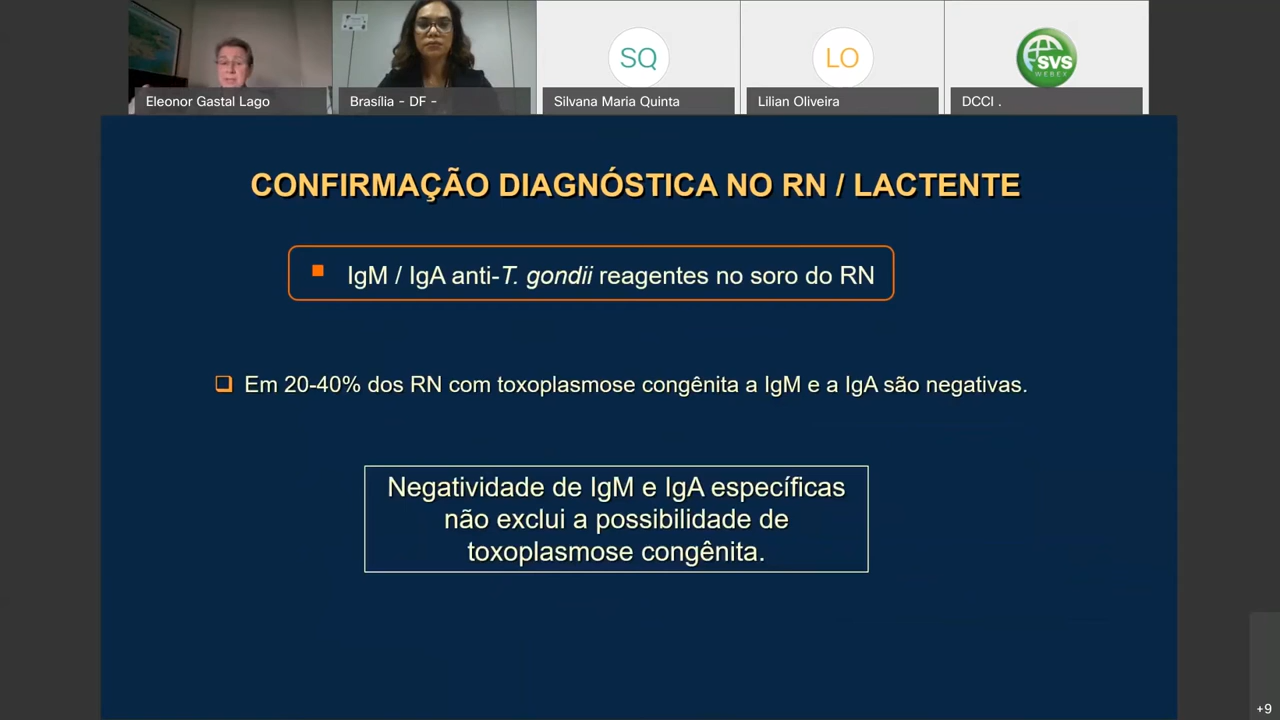 SQ
LO
SVS
WEBEX
Eleonor Gastal Lago
Brasília - DF -
Silvana Maria Quinta
Lilian Oliveira
DCCI .
CONFIRMAÇÃO DIAGNÓSTICA NO RN / LACTENTE
IgM / IgA anti-T. gondii reagentes no soro do RN
Em 20-40% dos RN com toxoplasmose congênita a IgM e a IgA são negativas.
Negatividade de IgM e IgA específicas
não exclui a possibilidade de
toxoplasmose congênita.
+9